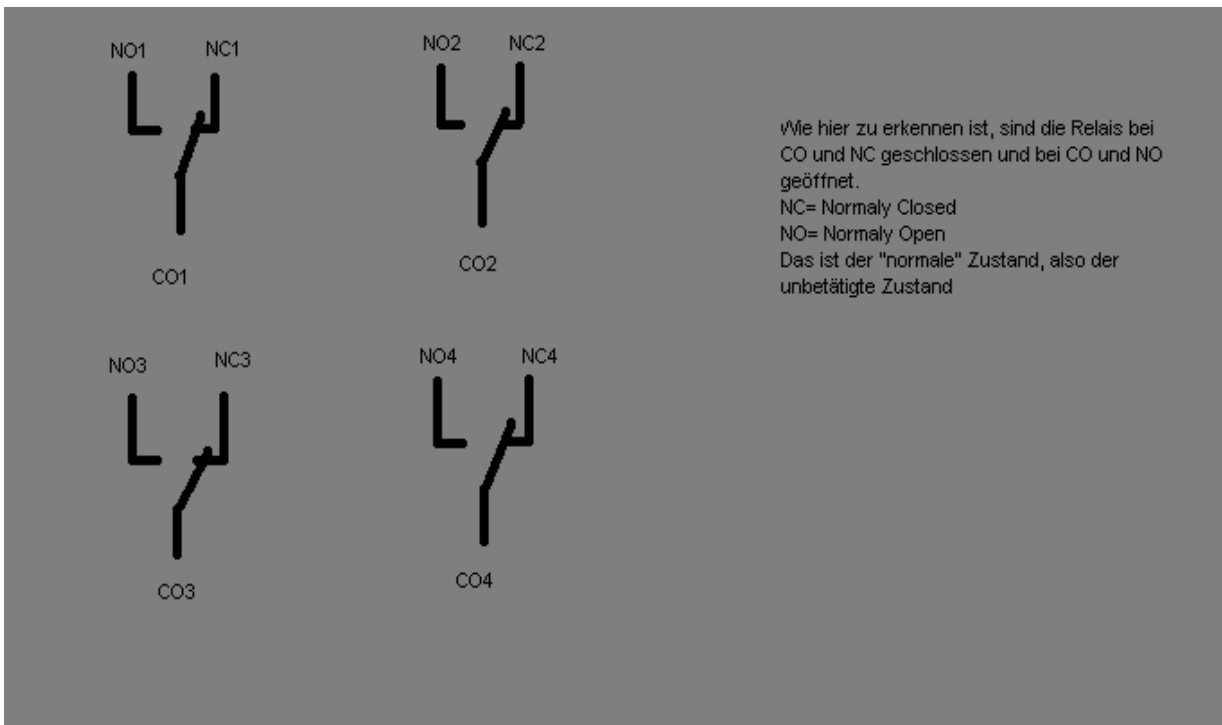 NO1 NC1
NO2 NC2
CO1
CO2
Wie hier zu erkennen ist, sind die Relais bei
CO und NC geschlossen und bei CO und NO
geöffnet.
NC= Normaly Closed
NO= Normaly Open
Das ist der "normale" Zustand, also der
unbetätigte Zustand
NO3 NC3
NO4 NC4
CO3
CO4